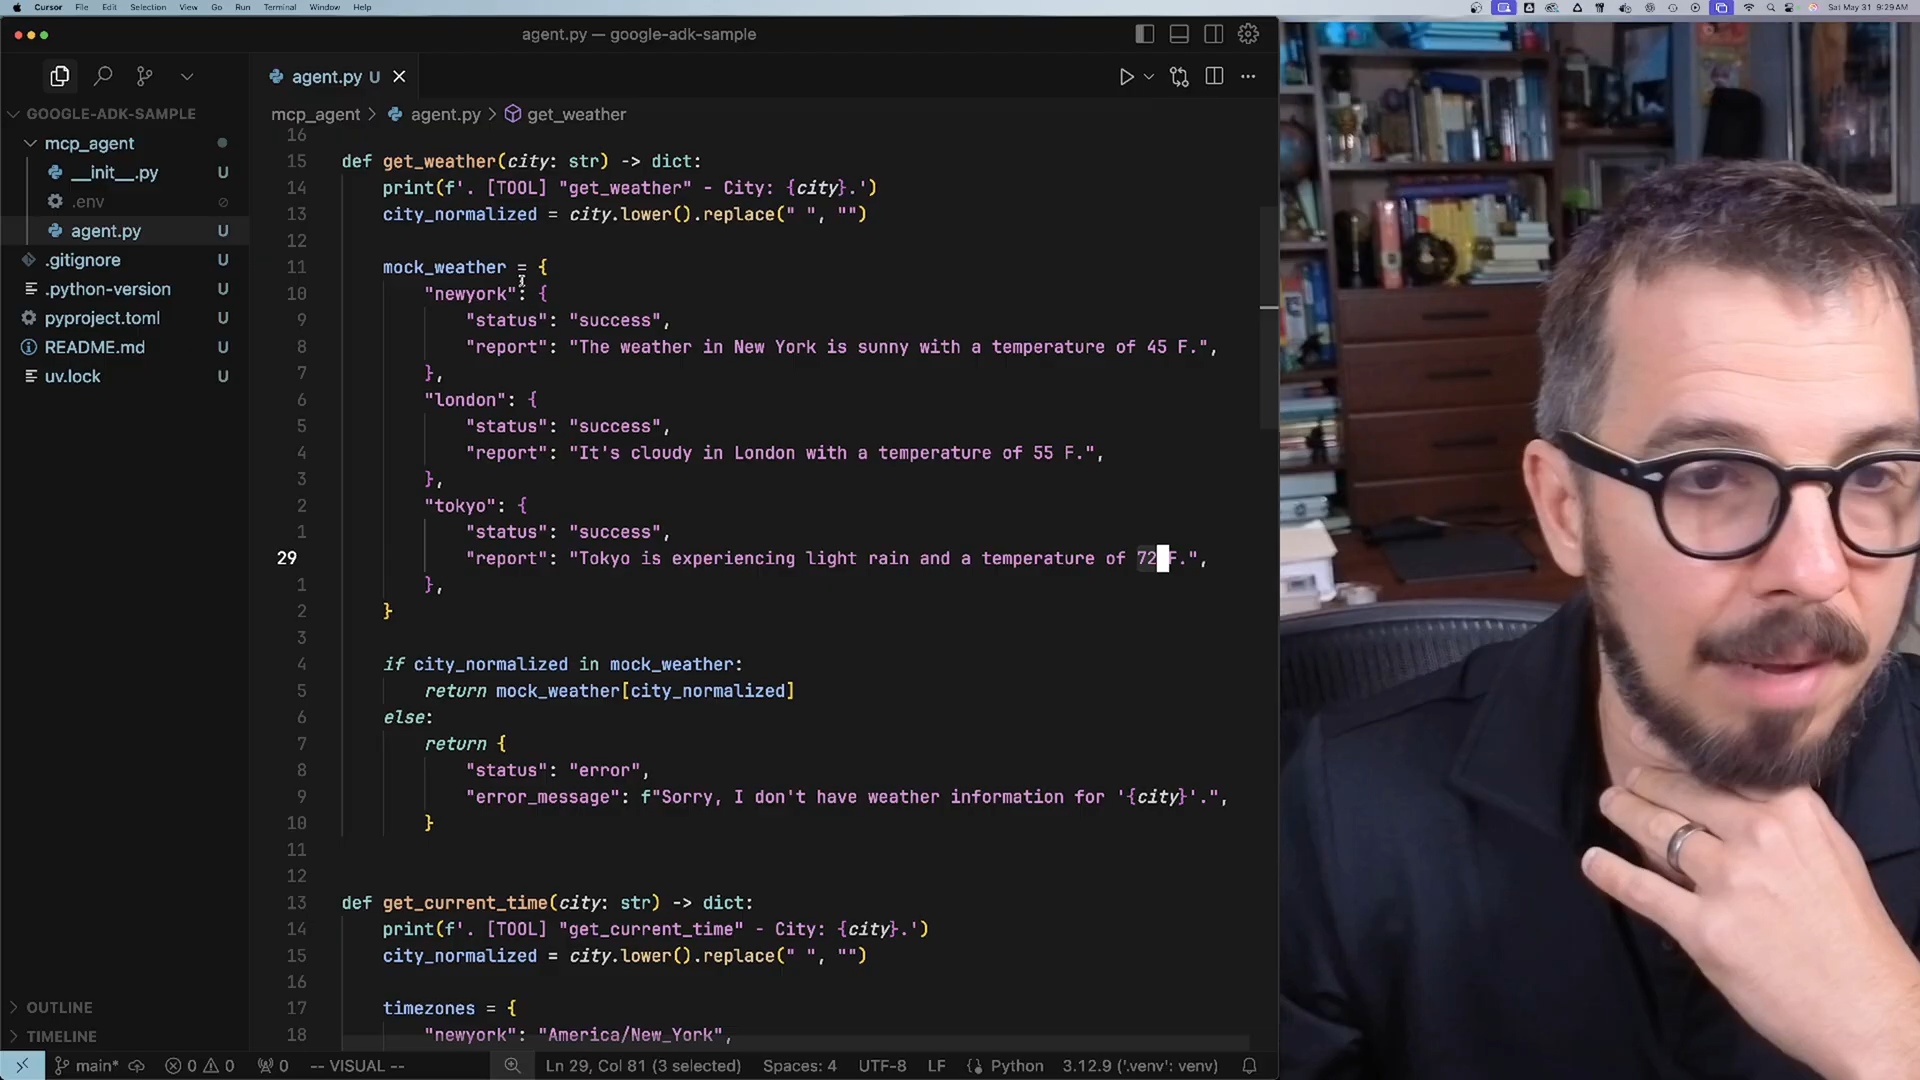 Cursor File Edit Selection View Go Run Terminal Window Help
Sat May 31 9:29 AM
agent.py — google-adk-sample
agent.py U
mcp_agent > agent.py > get_weather
GOOGLE-ADK-SAMPLE
mcp_agent
__init__.py U
.env
agent.py U
.gitignore U
.python-version U
pyproject.toml U
README.md U
uv.lock U
OUTLINE
TIMELINE
16
15 def get_weather(city: str) -> dict:
14 print(f'. [TOOL] "get_weather" - City: {city}.')
13 city_normalized = city.lower().replace(" ", "")
12
11 mock_weather = {
10 "newyork": {
9 "status": "success",
8 "report": "The weather in New York is sunny with a temperature of 45 F.",
7 },
6 "london": {
5 "status": "success",
4 "report": "It's cloudy in London with a temperature of 55 F.",
3 },
2 "tokyo": {
1 "status": "success",
29 "report": "Tokyo is experiencing light rain and a temperature of 72 F.",
1 },
2 }
3
4 if city_normalized in mock_weather:
5 return mock_weather[city_normalized]
6 else:
7 return {
8 "status": "error",
9 "error_message": f"Sorry, I don't have weather information for '{city}'.",
10 }
11
12
13 def get_current_time(city: str) -> dict:
14 print(f'. [TOOL] "get_current_time" - City: {city}.')
15 city_normalized = city.lower().replace(" ", "")
16
17 timezones = {
18 "newyork": "America/New_York",
main* 0 0 0 -- VISUAL -- Ln 29, Col 81 (3 selected) Spaces: 4 UTF-8 LF {} Python 3.12.9 ('.venv': venv)